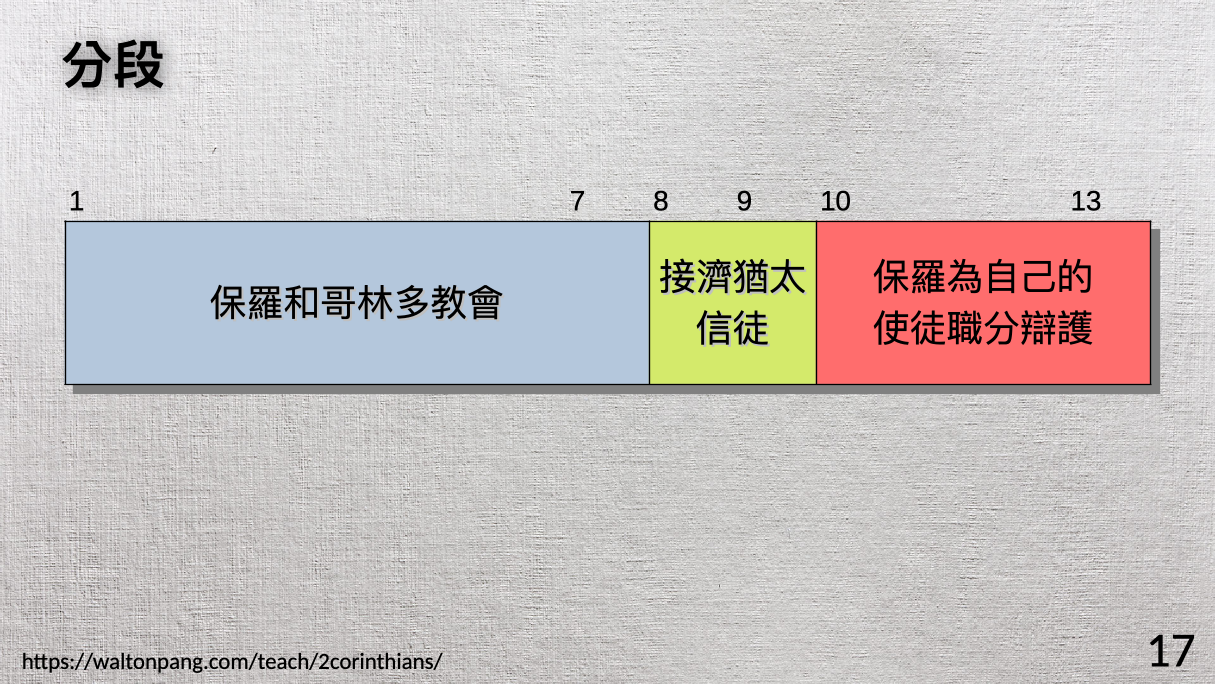 分段
1 7 8 9 10 13
保羅和哥林多教會
接濟猶太
信徒
保羅為自己的
使徒職分辯護
https://waltonpang.com/teach/2corinthians/
17